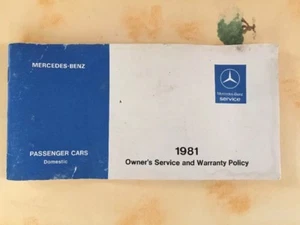 MERCEDES-BENZ
Mercedes-Benz
service
PASSENGER CARS
Domestic
1981
Owner's Service and Warranty Policy